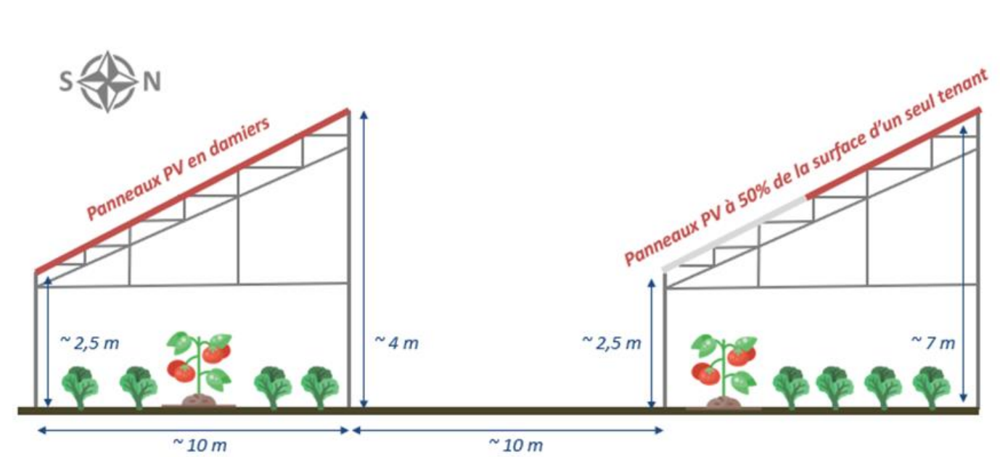 S N
Panneaux PV en damiers
Panneaux PV à 50% de la surface d'un seul tenant
~ 2,5 m
~ 4 m
~ 2,5 m
~ 7 m
~ 10 m
~ 10 m